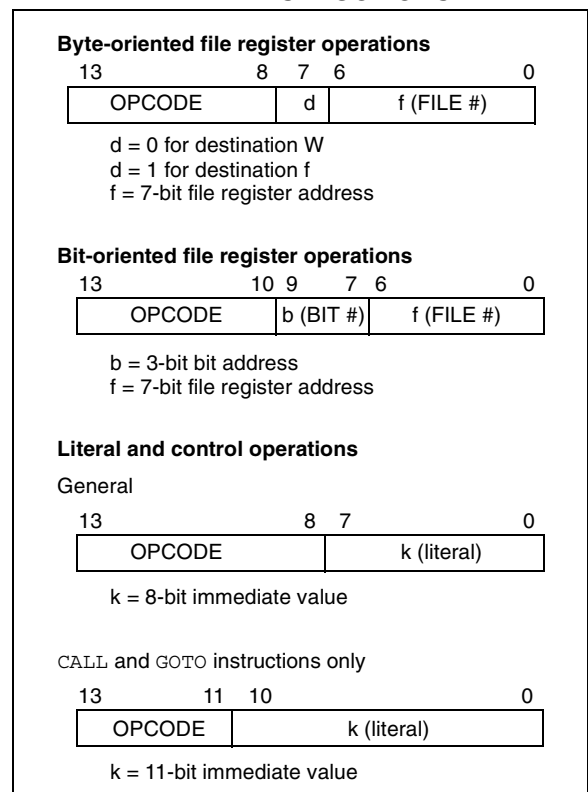 Byte-oriented file register operations
13 8 7 6 0
OPCODE d f (FILE #)
d = 0 for destination W
d = 1 for destination f
f = 7-bit file register address
Bit-oriented file register operations
13 10 9 7 6 0
OPCODE b (BIT #) f (FILE #)
b = 3-bit bit address
f = 7-bit file register address
Literal and control operations
General
13 8 7 0
OPCODE k (literal)
k = 8-bit immediate value
CALL and GOTO instructions only
13 11 10 0
OPCODE k (literal)
k = 11-bit immediate value